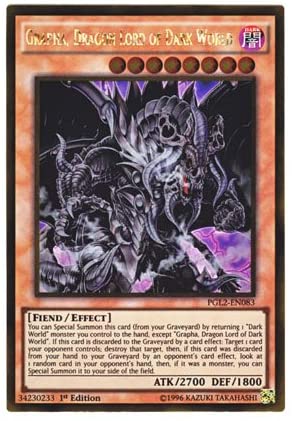 Grapha, Dragon Lord of Dark World
DARK
闇
PGL2-EN083
[FIEND / EFFECT]
You can Special Summon this card (from your Graveyard) by returning 1 "Dark
World" monster you control to the hand, except "Grapha, Dragon Lord of Dark
World". If this card is discarded to the Graveyard by a card effect: Target 1 card
your opponent controls; destroy that target, then, if this card was discarded
from your hand to your Graveyard by an opponent's card effect, look at
1 random card in your opponent's hand, then, if it was a monster, you can
Special Summon it to your side of the field.
ATK/2700 DEF/1800
34230233 1st Edition ©1996 KAZUKI TAKAHASHI